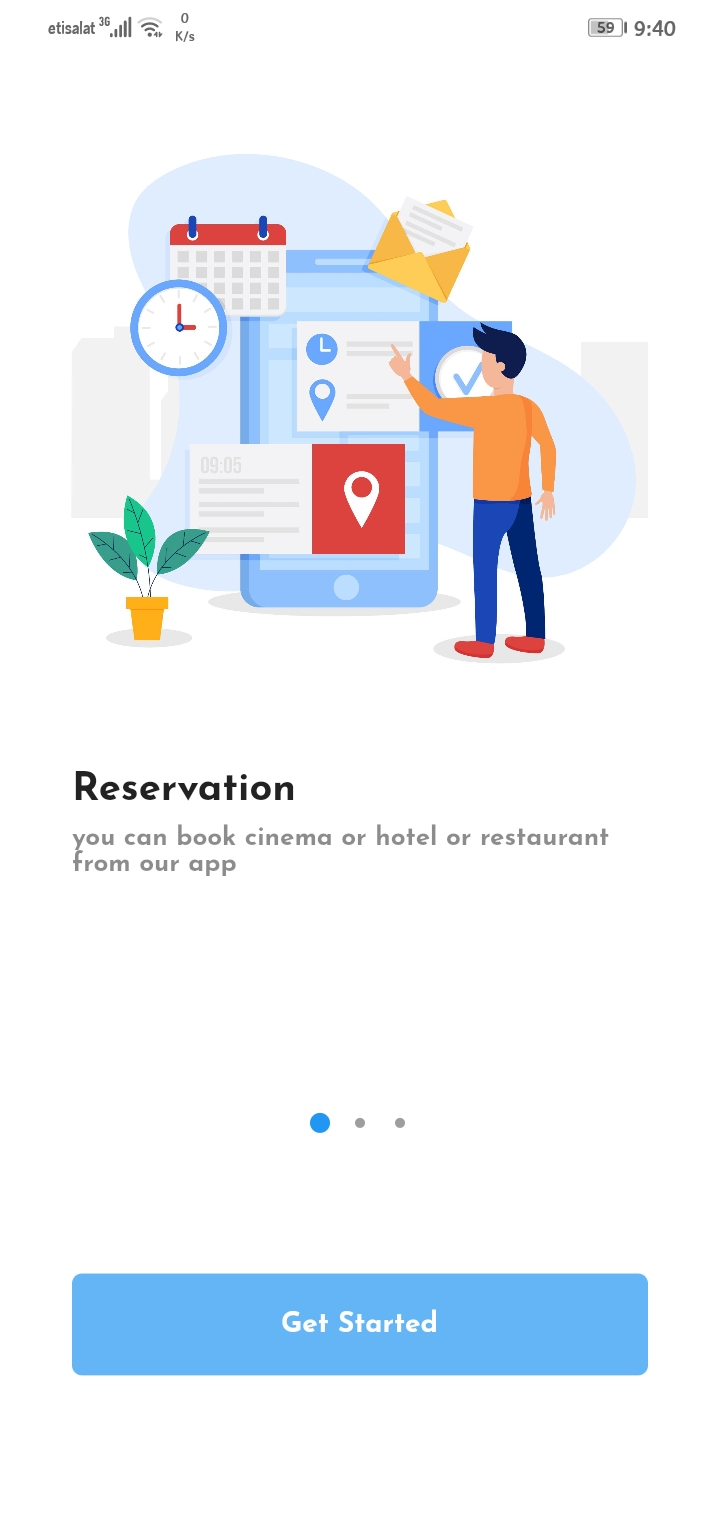 etisalat 3G 0 K/s 59 9:40
09:05
Reservation
you can book cinema or hotel or restaurant
from our app
Get Started